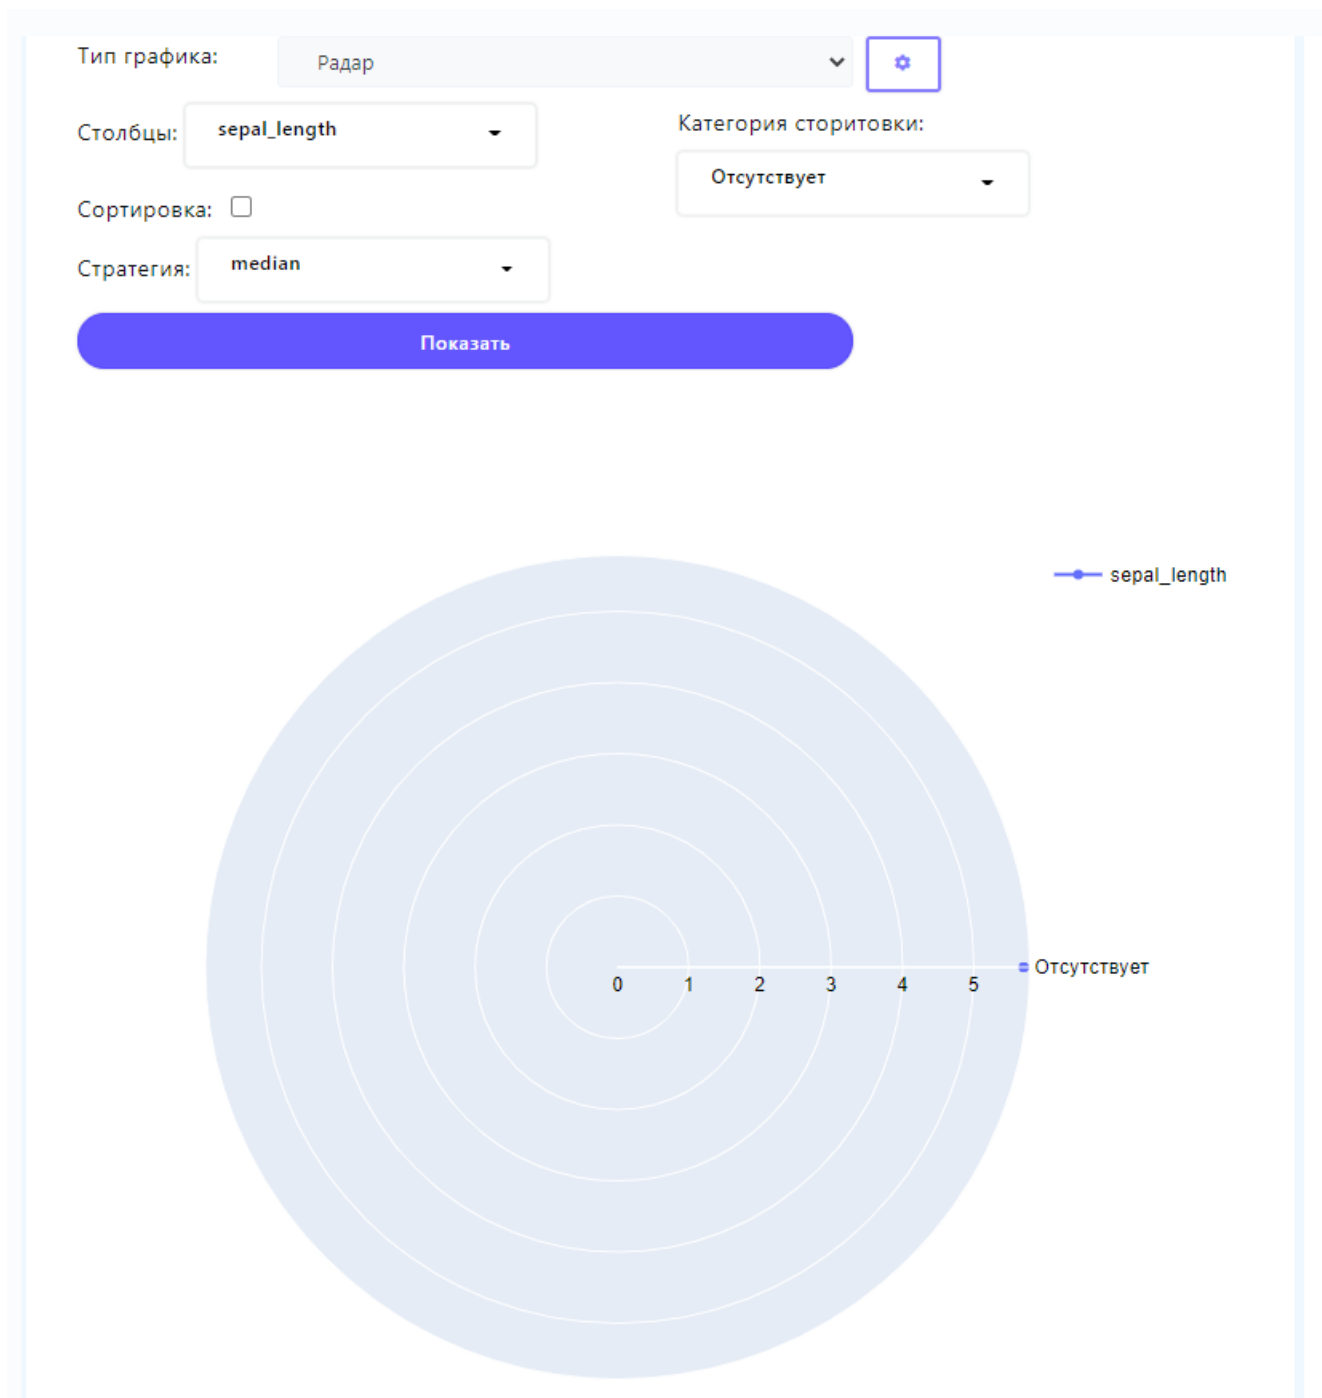 Тип графика:
Радар
Столбцы:
sepal_length
Категория сторитовки:
Отсутствует
Сортировка:
Стратегия:
median
Показать
sepal_length
Отсутствует
0 1 2 3 4 5